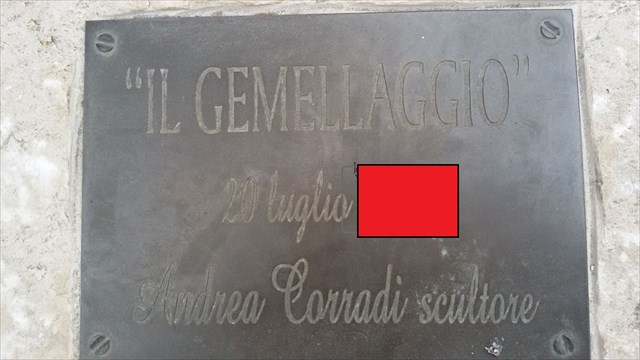 "IL GEMELLAGGIO"
20 luglio
Andrea Corradi scultore